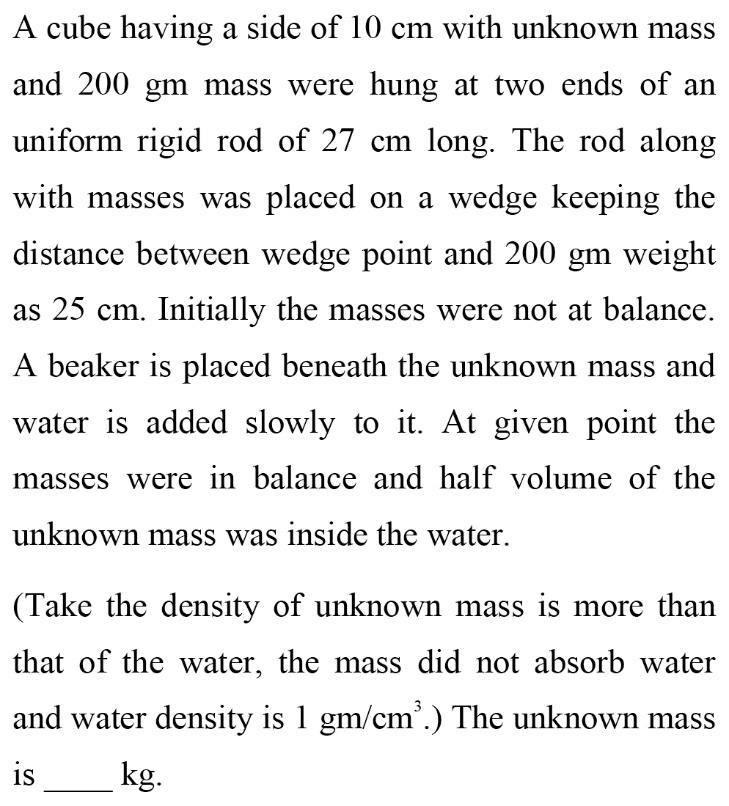 A cube having a side of 10 cm with unknown mass
and 200 gm mass were hung at two ends of an
uniform rigid rod of 27 cm long. The rod along
with masses was placed on a wedge keeping the
distance between wedge point and 200 gm weight
as 25 cm. Initially the masses were not at balance.
A beaker is placed beneath the unknown mass and
water is added slowly to it. At given point the
masses were in balance and half volume of the
unknown mass was inside the water.
(Take the density of unknown mass is more than
that of the water, the mass did not absorb water
and water density is 1 gm/cm³.) The unknown mass
is ____ kg.